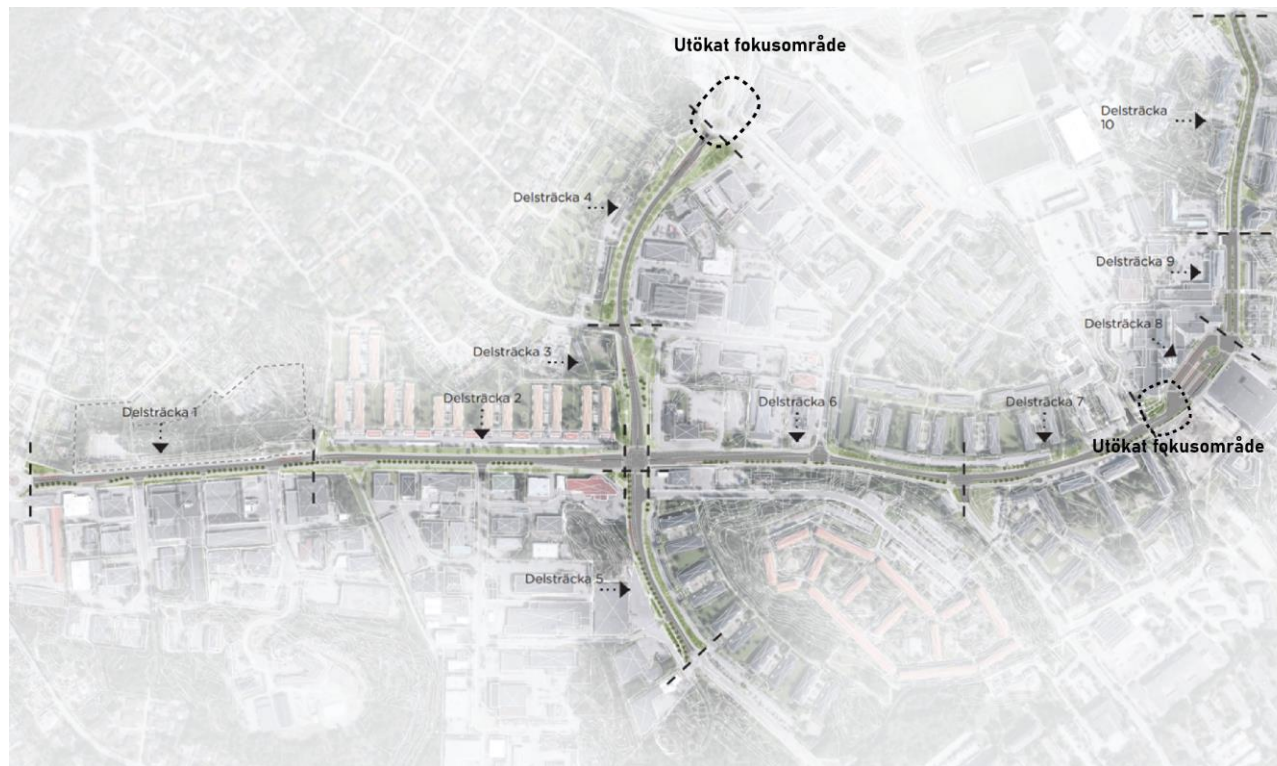 Utökat fokusområde
Delsträcka
10
Delsträcka 4
Delsträcka 9
Delsträcka 8
Delsträcka 3
Delsträcka 1
Delsträcka 2
Delsträcka 6
Delsträcka 7
Utökat fokusområde
Delsträcka 5